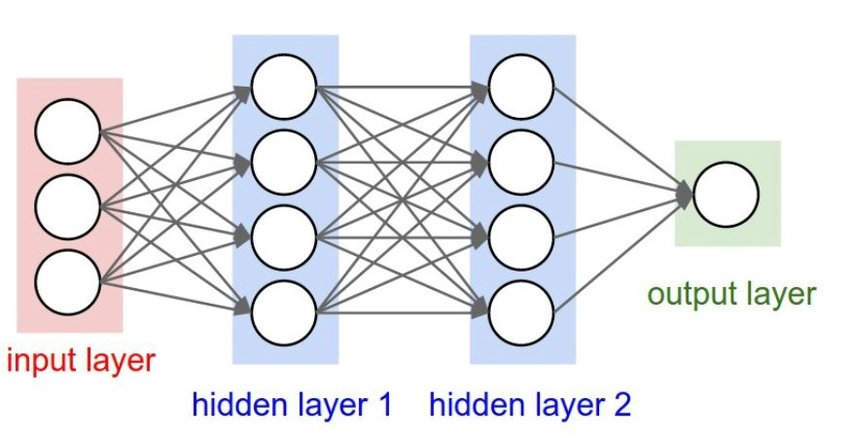 input layer
hidden layer 1
hidden layer 2
output layer